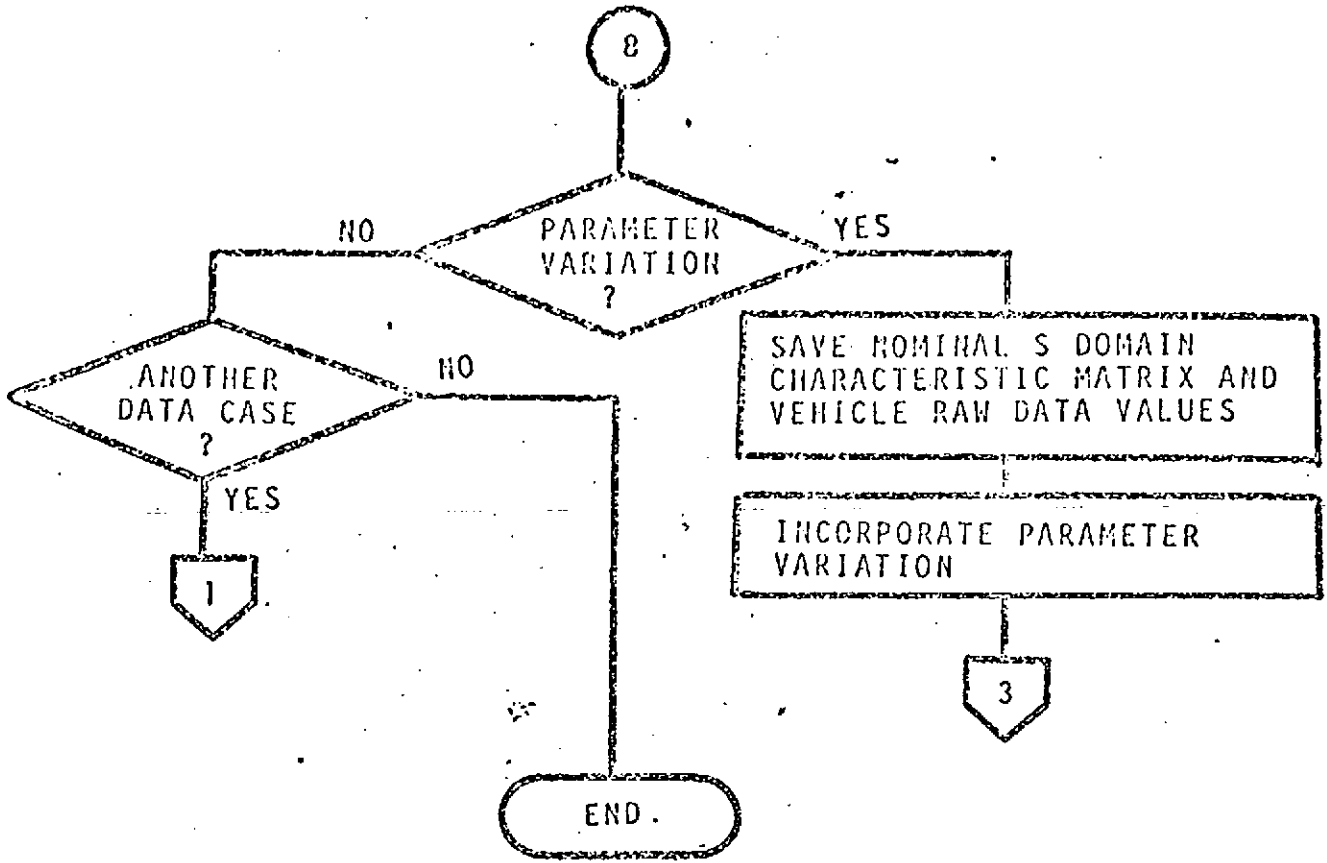 8
PARAMETER
VARIATION
?
NO
YES
ANOTHER
DATA CASE
?
NO
YES
1
SAVE NOMINAL S DOMAIN
CHARACTERISTIC MATRIX AND
VEHICLE RAW DATA VALUES
INCORPORATE PARAMETER
VARIATION
3
END.